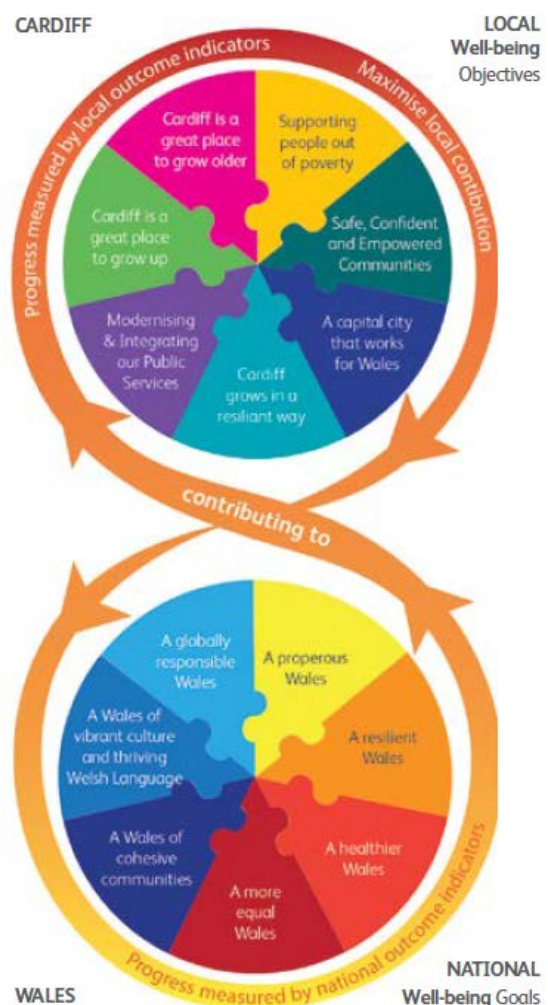 CARDIFF
LOCAL
Well-being
Objectives
Progress measured by local outcome indicators
Maximise local contibution
Cardiff is a
great place
to grow older
Supporting
people out
of poverty
Safe, Confident
and Empowered
Communities
A capital city
that works
for Wales
Cardiff
grows in a
resiliant way
Modernising
& Integrating
our Public
Services
Cardiff is a
great place
to grow up
contributing to
A globally
responsible
Wales
A properous
Wales
A resilient
Wales
A healthier
Wales
A more
equal
Wales
A Wales of
cohesive
communities
A Wales of
vibrant culture
and thriving
Welsh Language
Progress measured by national outcome indicators
WALES
NATIONAL
Well-being Goals